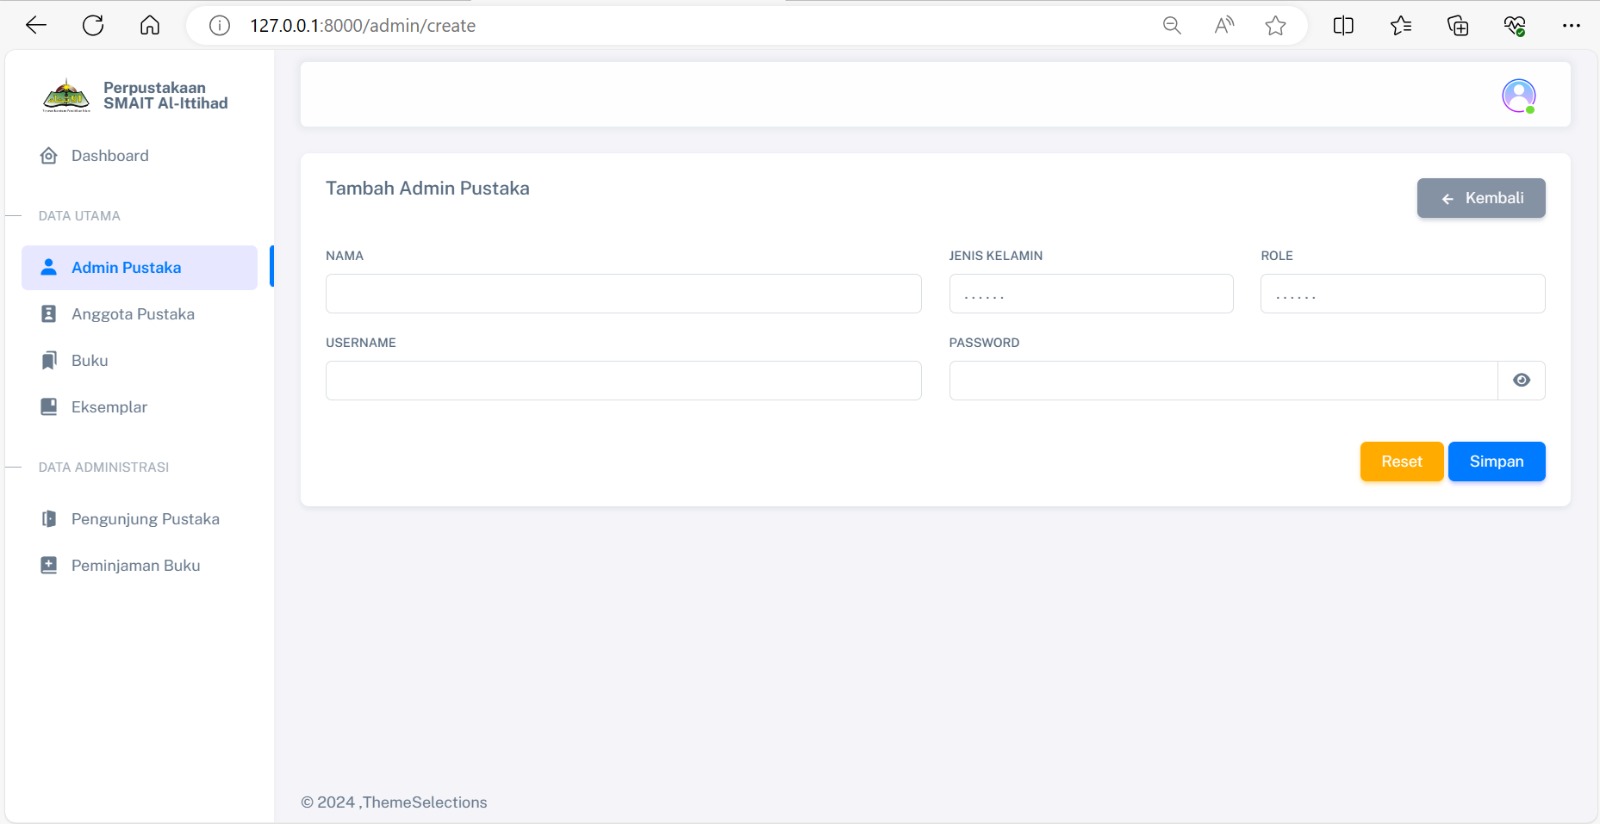 127.0.0.1:8000/admin/create
Perpustakaan
SMAIT Al-Ittihad
Dashboard
DATA UTAMA
Admin Pustaka
Anggota Pustaka
Buku
Eksemplar
DATA ADMINISTRASI
Pengunjung Pustaka
Peminjaman Buku
Tambah Admin Pustaka
Kembali
NAMA
JENIS KELAMIN
ROLE
......
......
USERNAME
PASSWORD
Reset
Simpan
© 2024 ,ThemeSelections